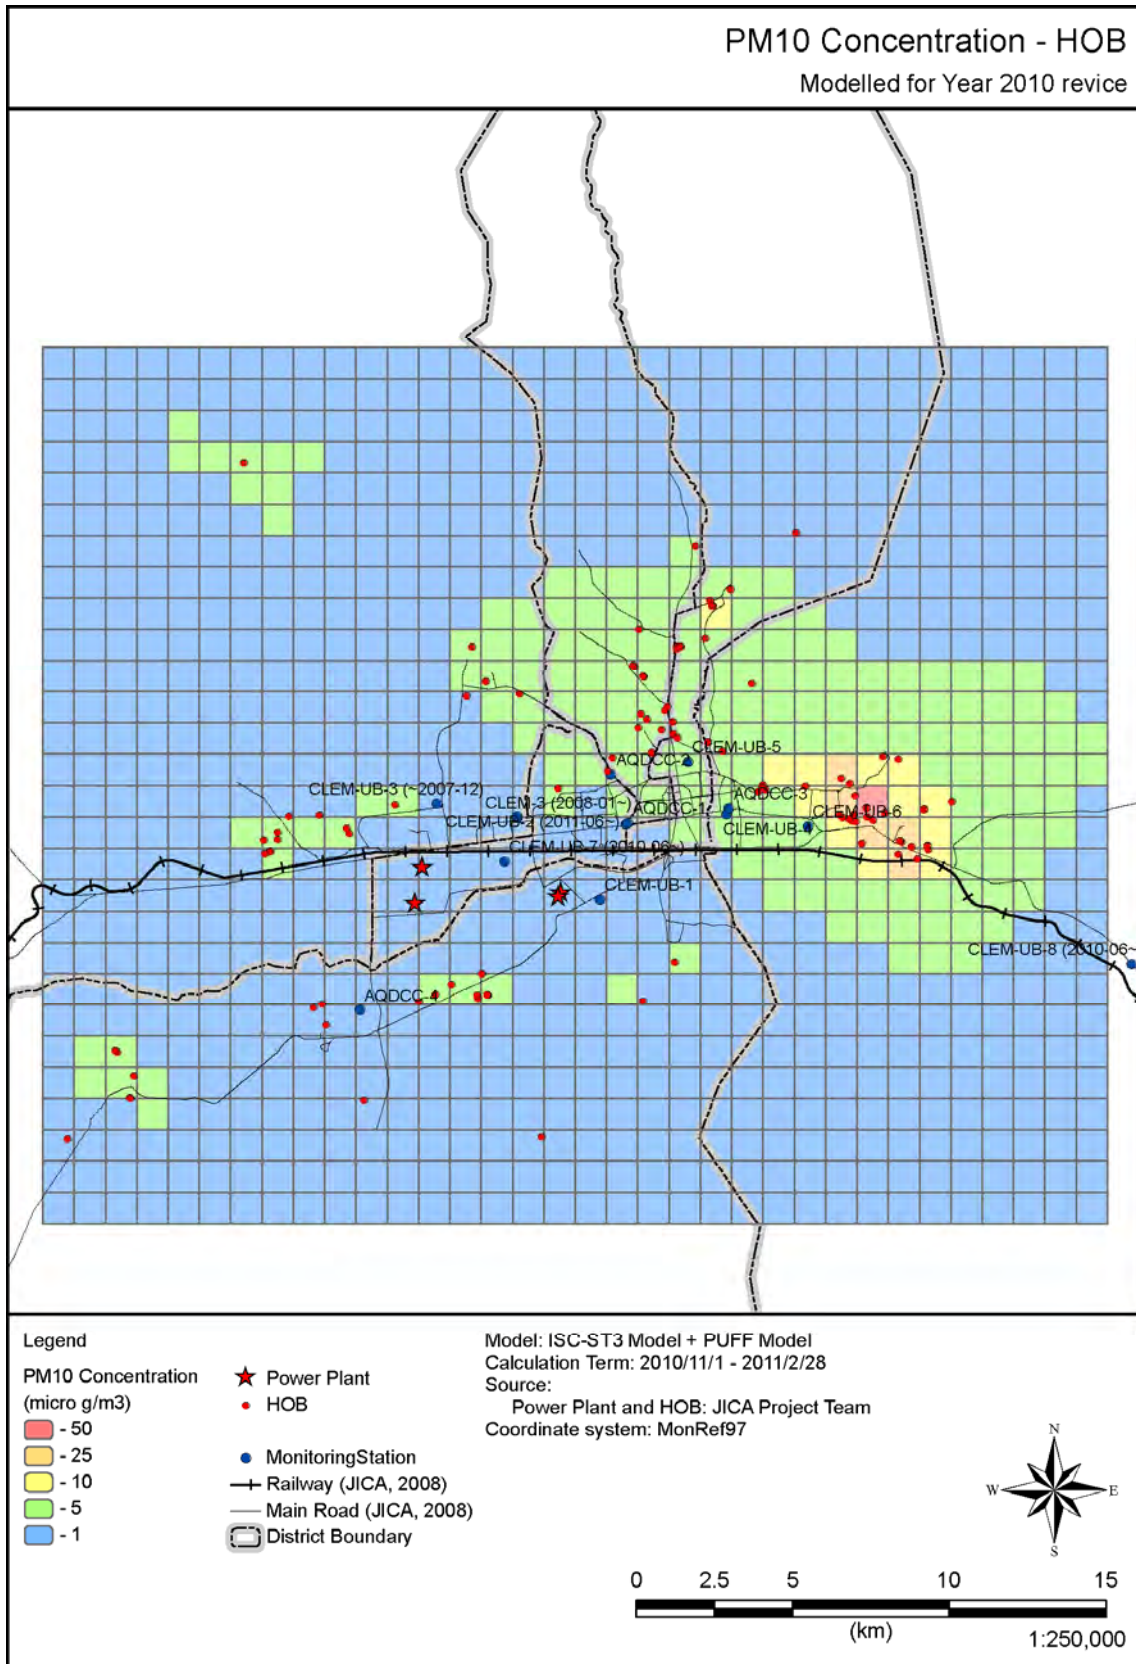 PM10 Concentration - HOB
Modelled for Year 2010 revice
CLEM-UB-5
AQDCC-2
CLEM-UB-3 (~2007-12)
AQDCC-3
CLEM-3 (2008-01~)
AQDCC-1
CLEM-UB-6
CLEM-UB-2 (2011-06~)
CLEM-UB-4
CLEM-UB-7 (2010-06~)
CLEM-UB-1
CLEM-UB-8 (2010-06~
AQDCC-4
Legend
PM10 Concentration
(micro g/m3)
- 50
- 25
- 10
- 5
- 1
Power Plant
HOB
MonitoringStation
Railway (JICA, 2008)
Main Road (JICA, 2008)
District Boundary
Model: ISC-ST3 Model + PUFF Model
Calculation Term: 2010/11/1 - 2011/2/28
Source:
Power Plant and HOB: JICA Project Team
Coordinate system: MonRef97
N
W E
S
0 2.5 5 10 15
(km)
1:250,000